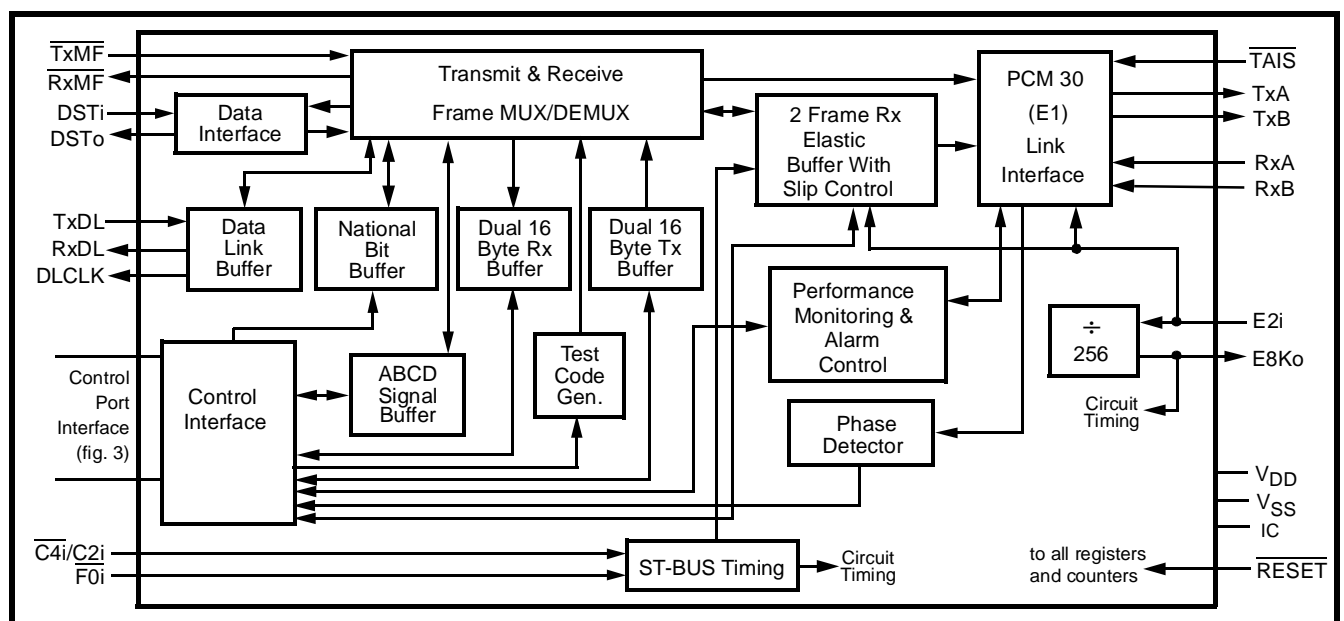 TxMF
RxMF
DSTi
DSTo
Data
Interface
Transmit & Receive
Frame MUX/DEMUX
2 Frame Rx
Elastic
Buffer With
Slip Control
PCM 30
(E1)
Link
Interface
TAIS
TxA
TxB
RxA
RxB
TxDL
RxDL
DLCLK
Data
Link
Buffer
National
Bit
Buffer
Dual 16
Byte Rx
Buffer
Dual 16
Byte Tx
Buffer
Performance
Monitoring &
Alarm
Control
÷
256
E2i
E8Ko
Circuit
Timing
Control
Port
Interface
(fig. 3)
Control
Interface
ABCD
Signal
Buffer
Test
Code
Gen.
Phase
Detector
VDD
VSS
IC
RESET
C4i/C2i
F0i
ST-BUS Timing
Circuit
Timing
to all registers
and counters